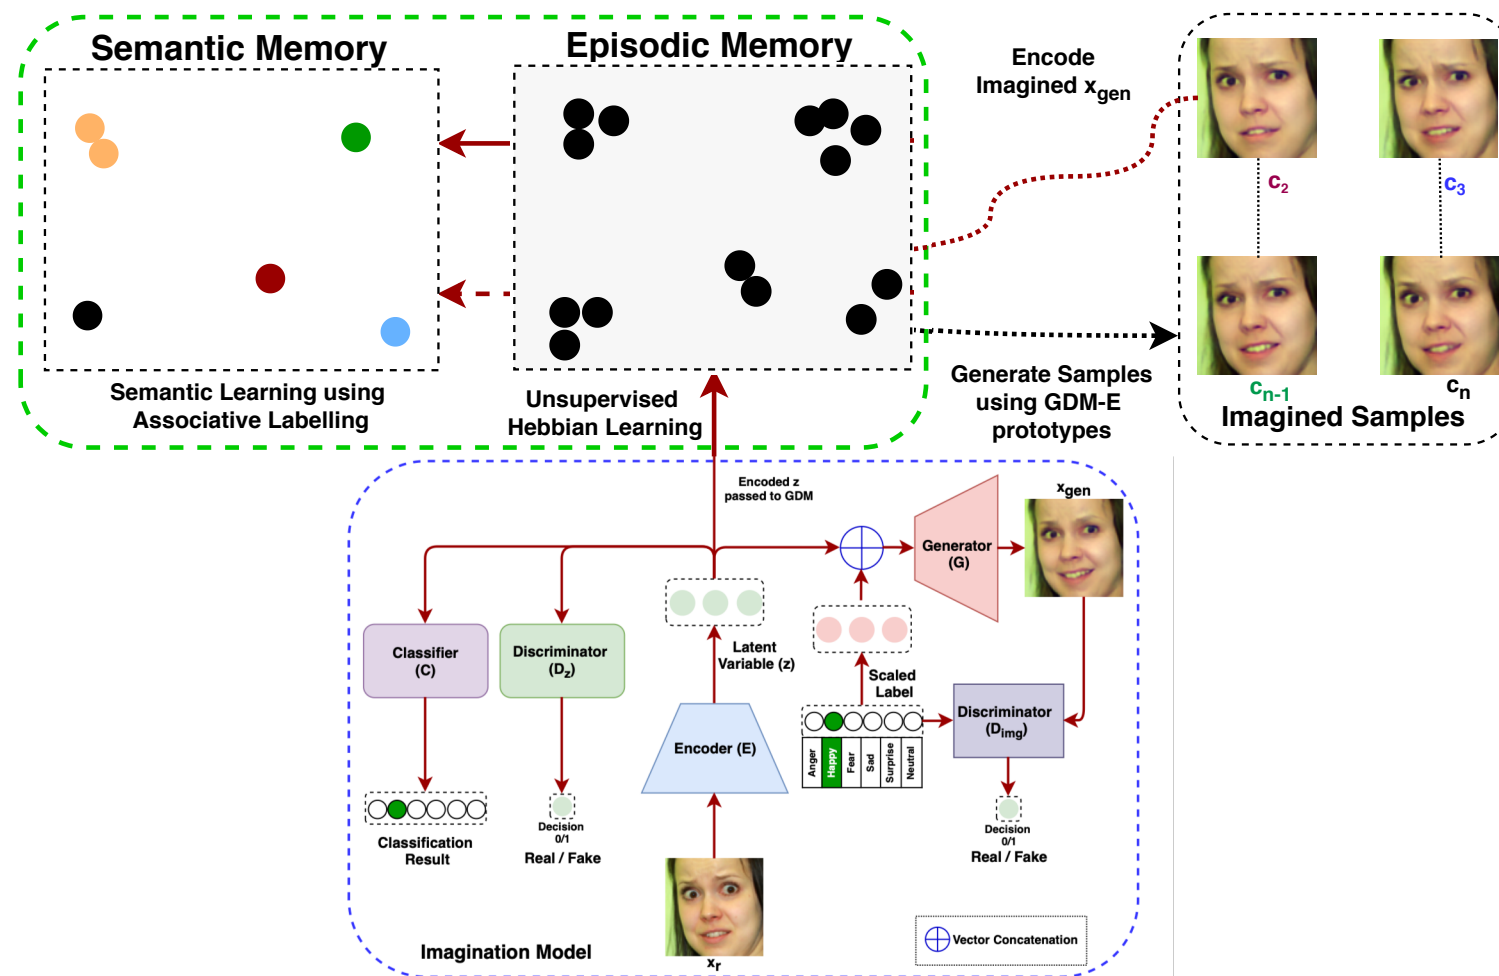 Semantic Memory
Episodic Memory
Encode
Imagined xgen
c2
c3
cn-1
cn
Imagined Samples
Semantic Learning using
Associative Labelling
Unsupervised
Hebbian Learning
Generate Samples
using GDM-E
prototypes
Encoded z
passed to GDM
xgen
Generator
(G)
Classifier
(C)
Discriminator
(Dz)
Latent
Variable (z)
Scaled
Label
Discriminator
(Dimg)
Encoder (E)
Anger
Happy
Fear
Sad
Surprise
Neutral
Classification
Result
Decision
0/1
Real / Fake
Decision
0/1
Real / Fake
xr
Imagination Model
Vector Concatenation